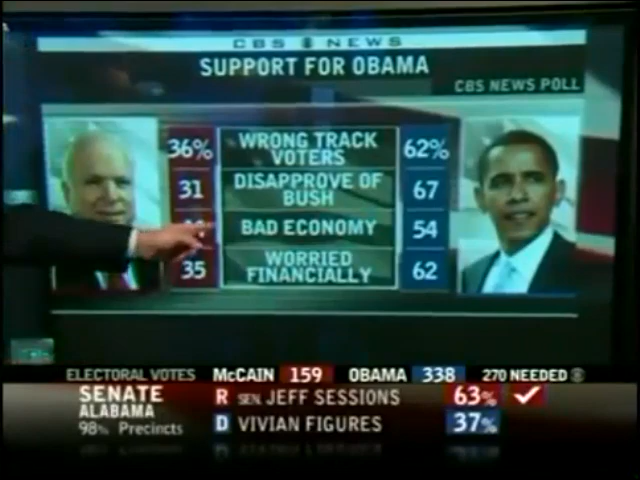 CBS NEWS
SUPPORT FOR OBAMA
CBS NEWS POLL
36% WRONG TRACK VOTERS 62%
31 DISAPPROVE OF BUSH 67
BAD ECONOMY 54
35 WORRIED FINANCIALLY 62
ELECTORAL VOTES McCAIN 159 OBAMA 338 270 NEEDED
SENATE R SEN. JEFF SESSIONS 63%
ALABAMA
98% Precincts D VIVIAN FIGURES 37%